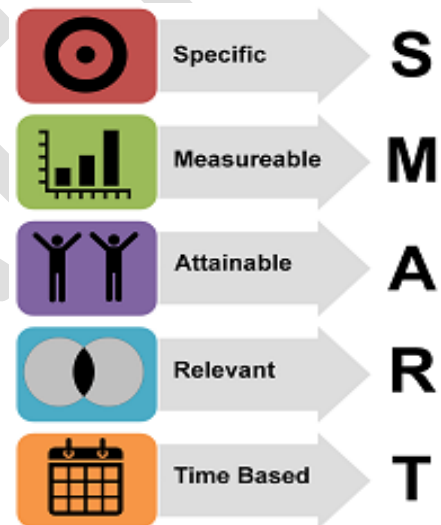 Specific S
Measureable M
Attainable A
Relevant R
Time Based T